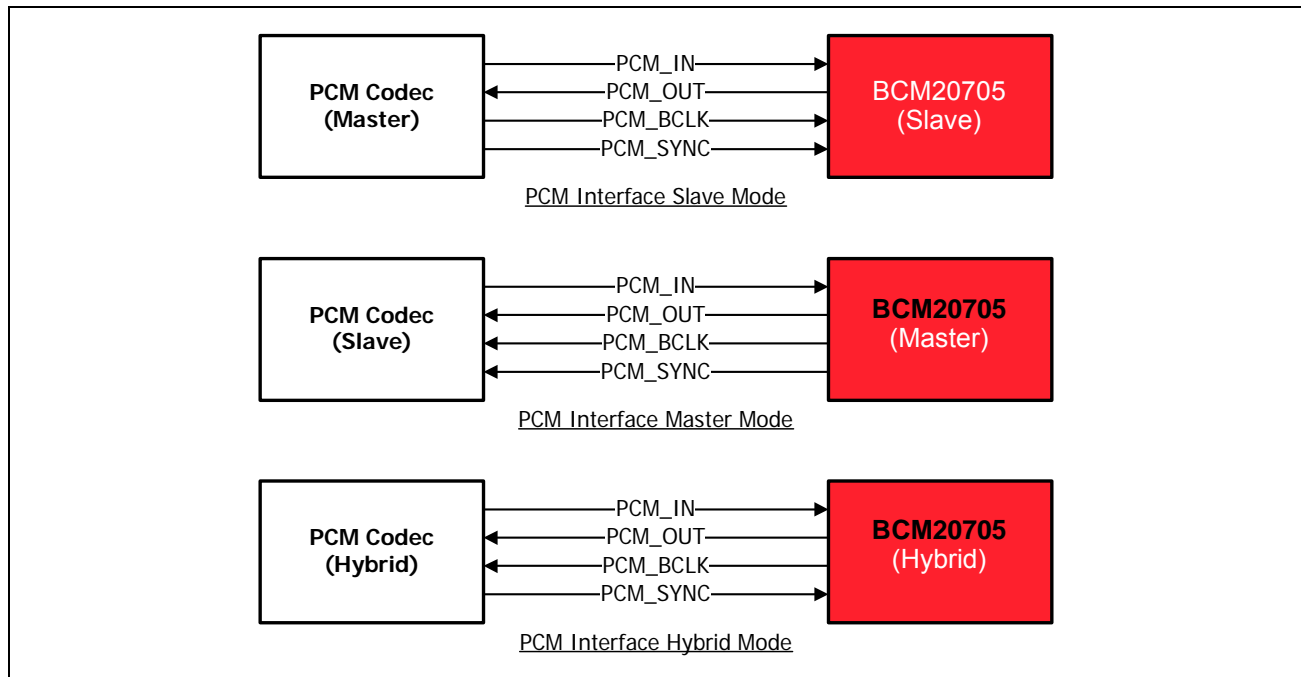 PCM Codec
(Master)
PCM_IN
PCM_OUT
PCM_BCLK
PCM_SYNC
BCM20705
(Slave)
PCM Interface Slave Mode
PCM Codec
(Slave)
PCM_IN
PCM_OUT
PCM_BCLK
PCM_SYNC
BCM20705
(Master)
PCM Interface Master Mode
PCM Codec
(Hybrid)
PCM_IN
PCM_OUT
PCM_BCLK
PCM_SYNC
BCM20705
(Hybrid)
PCM Interface Hybrid Mode